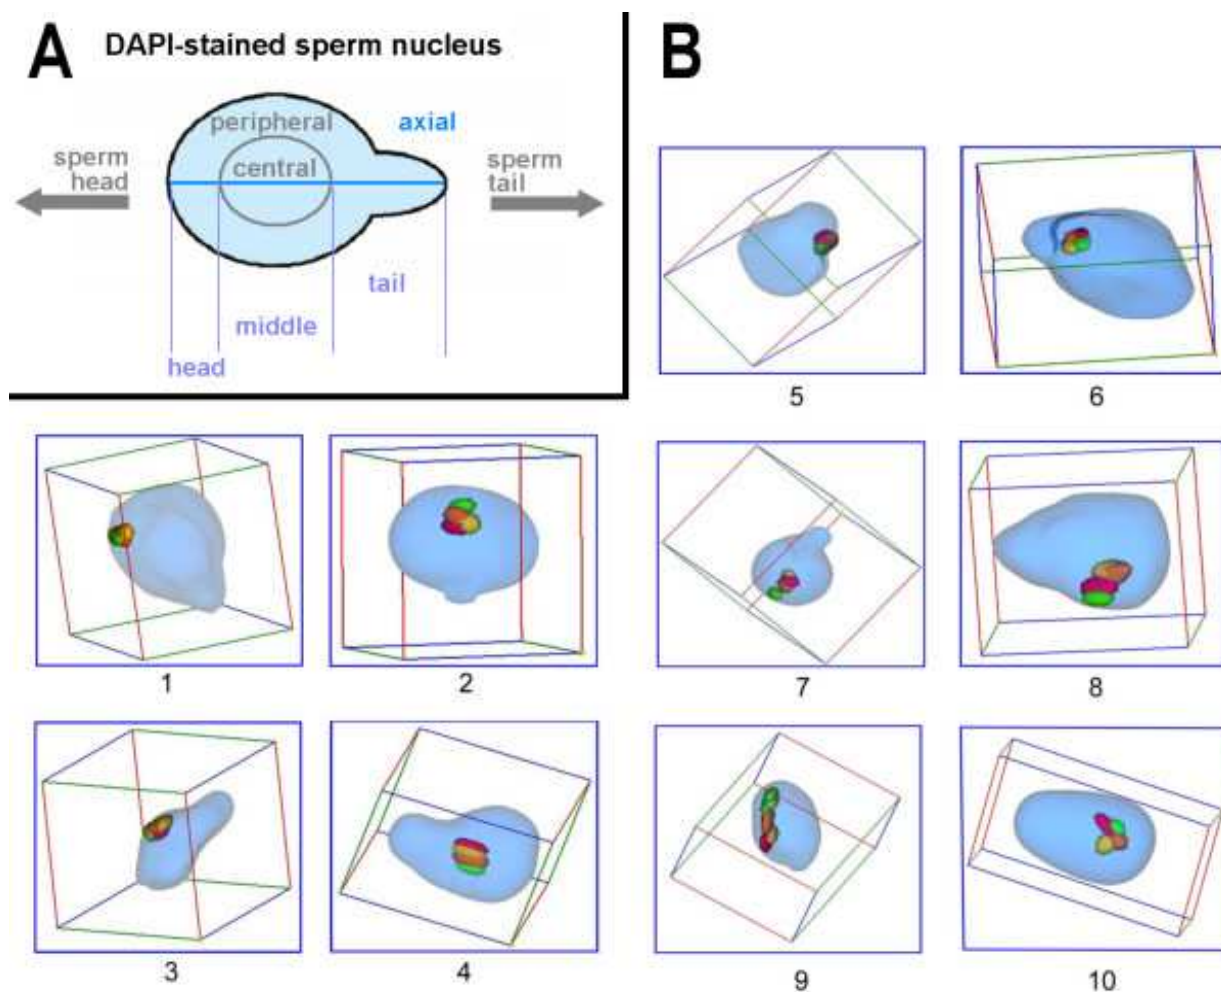 A
DAPI-stained sperm nucleus
peripheral
axial
central
sperm
head
sperm
tail
tail
middle
head
B
5
6
1
2
7
8
3
4
9
10